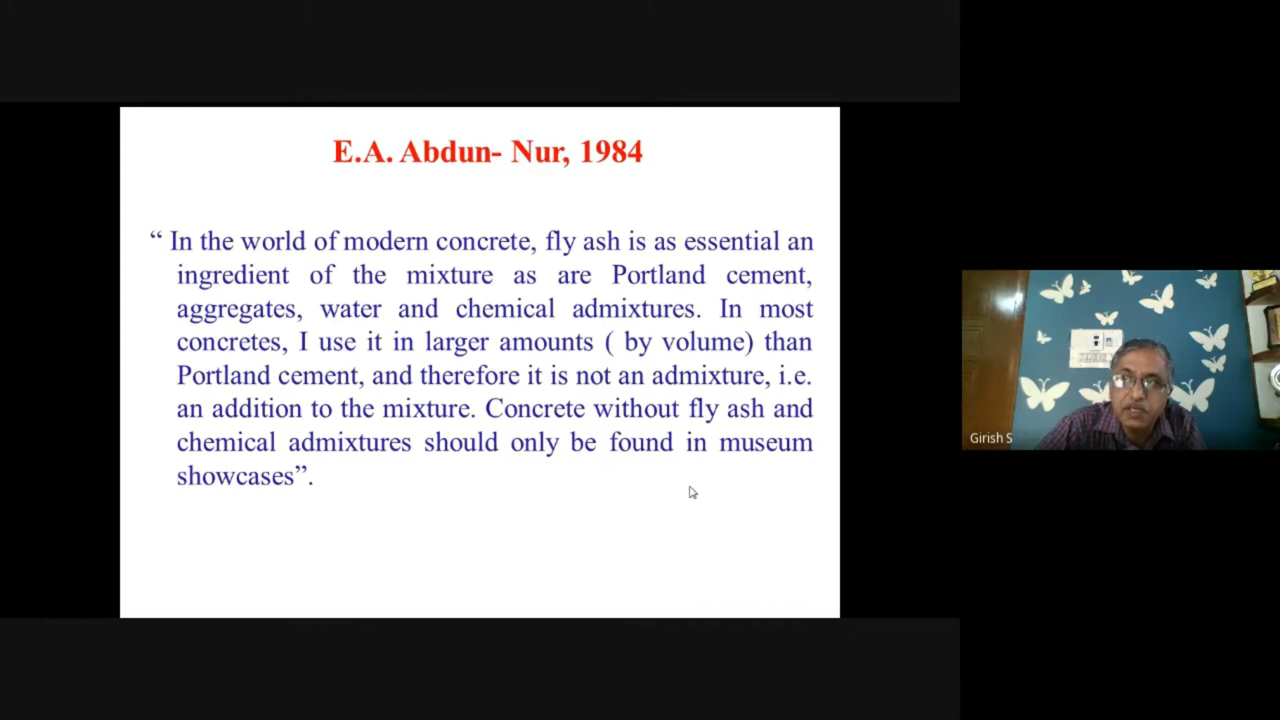 E.A. Abdun- Nur, 1984
“ In the world of modern concrete, fly ash is as essential an
ingredient of the mixture as are Portland cement,
aggregates, water and chemical admixtures. In most
concretes, I use it in larger amounts ( by volume) than
Portland cement, and therefore it is not an admixture, i.e.
an addition to the mixture. Concrete without fly ash and
chemical admixtures should only be found in museum
showcases”.
Girish S